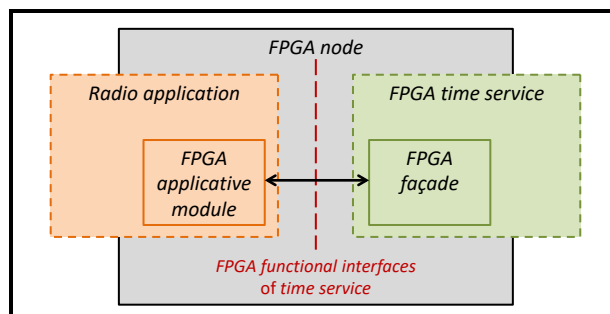 FPGA node
Radio application
FPGA time service
FPGA
applicative
module
FPGA
façade
FPGA functional interfaces
of time service